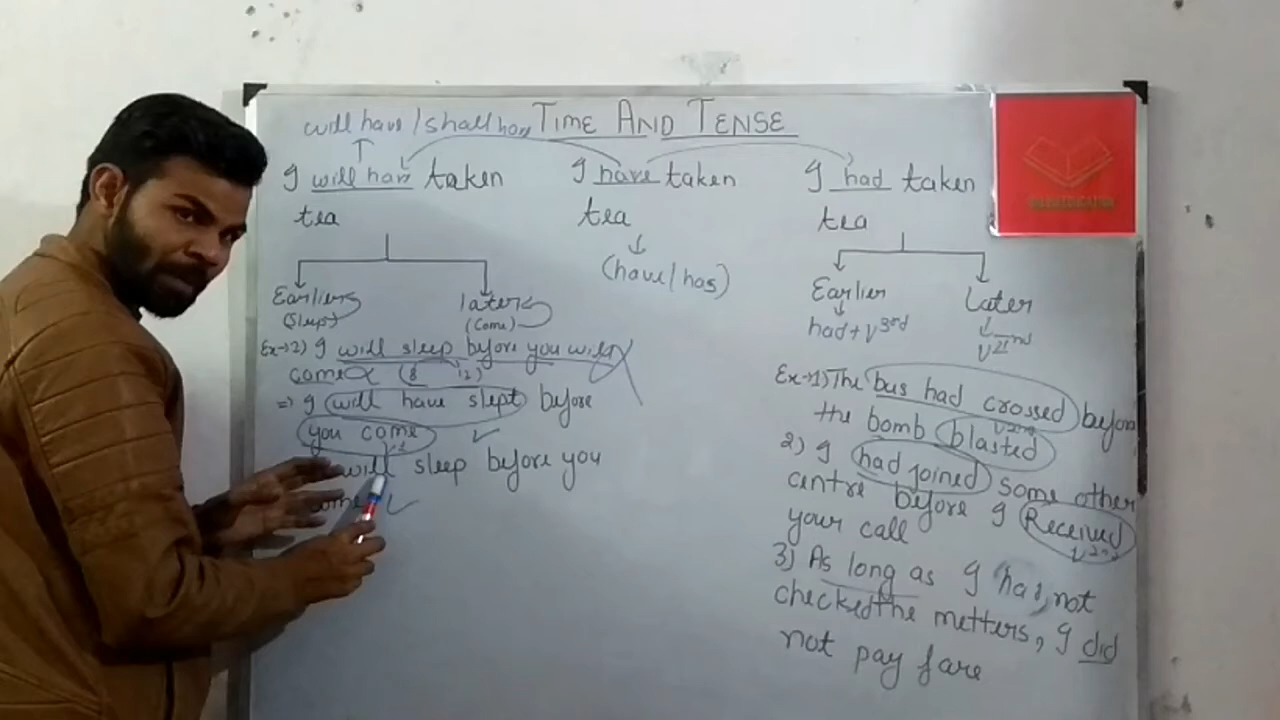 will have / shall have TIME AND TENSE
I will have taken
tea
Earlier
(Sleep)
later
(Come)
Ex→2) I will sleep before you will
come (8 12)
=) I will have slept before
you come
will sleep before you
come
I have taken
tea
(have/has)
I had taken
tea
Earlier
had + V3rd
Later
V2nd
Ex→1) The bus had crossed before
the bomb blasted
V2nd
2) I had joined some other
centre before I Received
your call V2nd
3) As long as I had not
checked the metters, I did
not pay fare